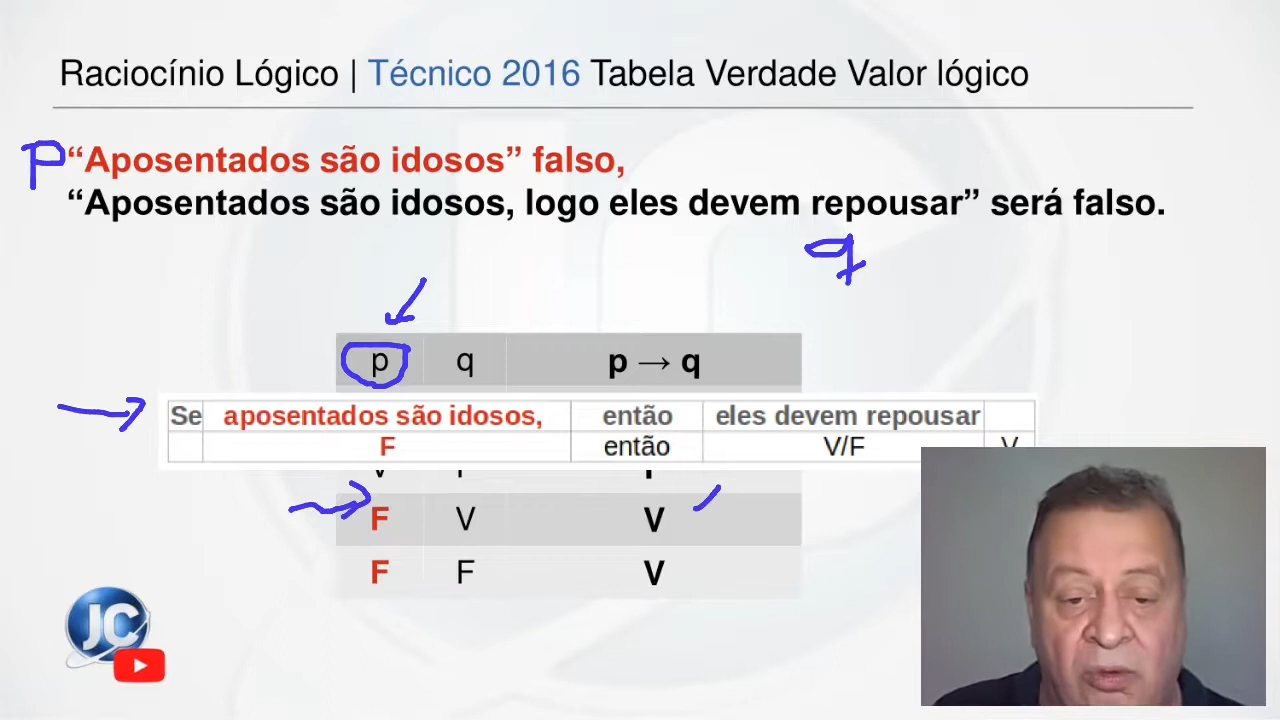 Raciocínio Lógico | Técnico 2016 Tabela Verdade Valor lógico
P “Aposentados são idosos” falso,
“Aposentados são idosos, logo eles devem repousar” será falso.
q
p q p → q
Se aposentados são idosos, então eles devem repousar
F então V/F V
F V V
F F V
JC